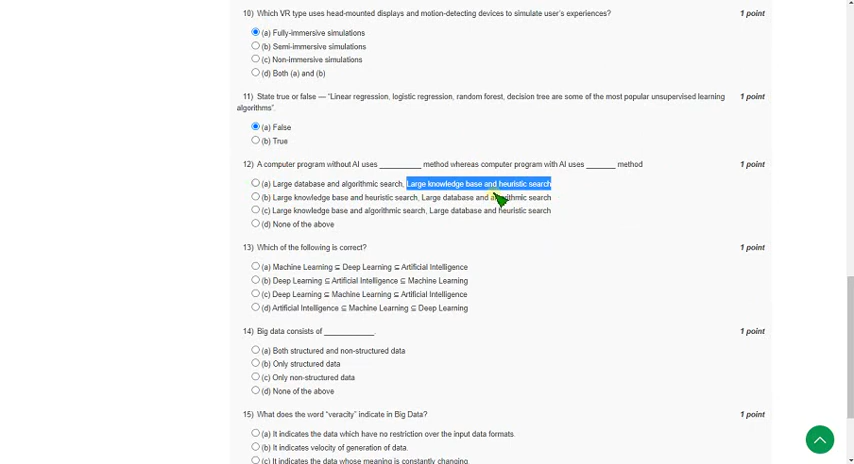 10) Which VR type uses head-mounted displays and motion-detecting devices to simulate user's experiences? 1 point
(a) Fully-immersive simulations
(b) Semi-immersive simulations
(c) Non-immersive simulations
(d) Both (a) and (b)
11) State true or false — "Linear regression, logistic regression, random forest, decision tree are some of the most popular unsupervised learning 1 point
algorithms".
(a) False
(b) True
12) A computer program without AI uses __________ method whereas computer program with AI uses _______ method 1 point
(a) Large database and algorithmic search, Large knowledge base and heuristic search
(b) Large knowledge base and heuristic search, Large database and algorithmic search
(c) Large knowledge base and algorithmic search, Large database and heuristic search
(d) None of the above
13) Which of the following is correct? 1 point
(a) Machine Learning ⊆ Deep Learning ⊆ Artificial Intelligence
(b) Deep Learning ⊆ Artificial Intelligence ⊆ Machine Learning
(c) Deep Learning ⊆ Machine Learning ⊆ Artificial Intelligence
(d) Artificial Intelligence ⊆ Machine Learning ⊆ Deep Learning
14) Big data consists of ____________. 1 point
(a) Both structured and non-structured data
(b) Only structured data
(c) Only non-structured data
(d) None of the above
15) What does the word "veracity" indicate in Big Data? 1 point
(a) It indicates the data which have no restriction over the input data formats.
(b) It indicates velocity of generation of data.
(c) It indicates the data whose meaning is constantly changing